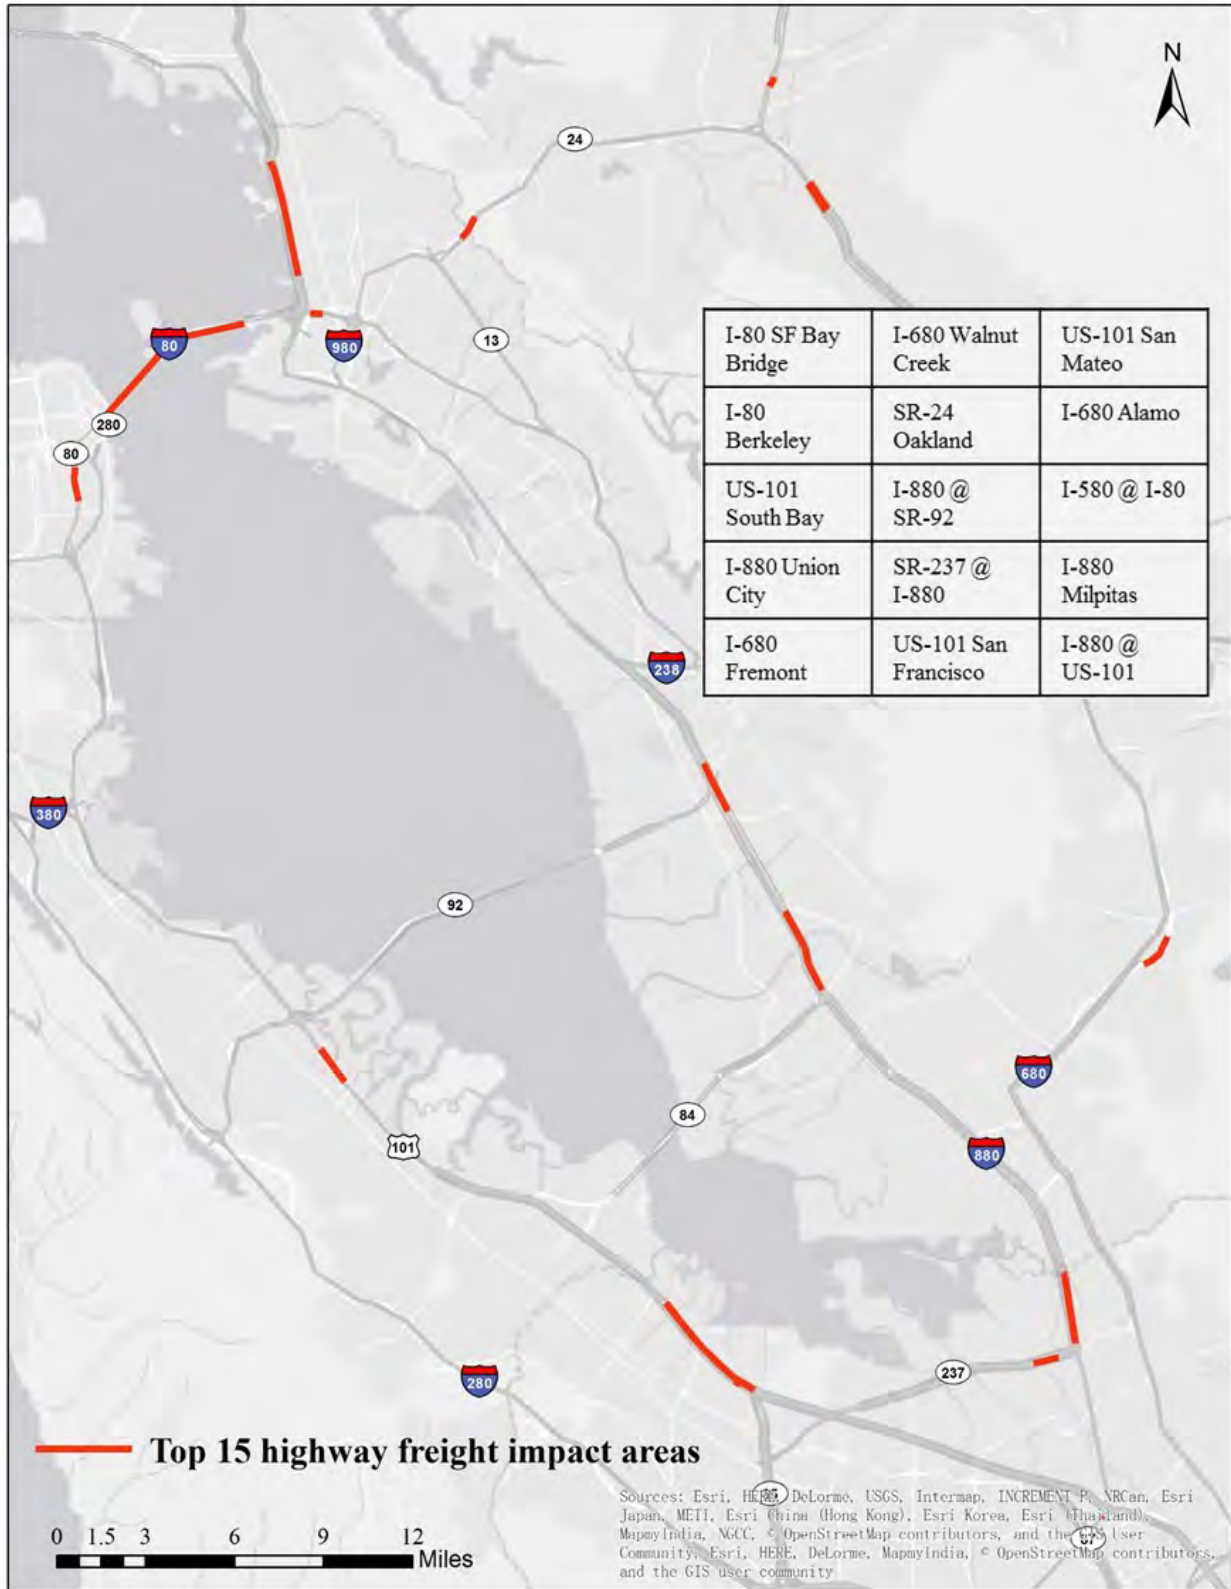 N
24
80
980
13
280
80
I-80 SF Bay
Bridge
I-680 Walnut
Creek
US-101 San
Mateo
I-80
Berkeley
SR-24
Oakland
I-680 Alamo
US-101
South Bay
I-880 @
SR-92
I-580 @ I-80
I-880 Union
City
SR-237 @
I-880
I-880
Milpitas
I-680
Fremont
US-101 San
Francisco
I-880 @
US-101
238
380
92
680
84
101
880
237
280
Top 15 highway freight impact areas
0 1.5 3 6 9 12
Miles
Sources: Esri, HERE, DeLorme, USGS, Intermap, INCREMENT P, NRCan, Esri
Japan, METI, Esri China (Hong Kong), Esri Korea, Esri (Thailand),
MapmyIndia, NGCC, © OpenStreetMap contributors, and the GIS User
Community, Esri, HERE, DeLorme, MapmyIndia, © OpenStreetMap contributors,
and the GIS user community